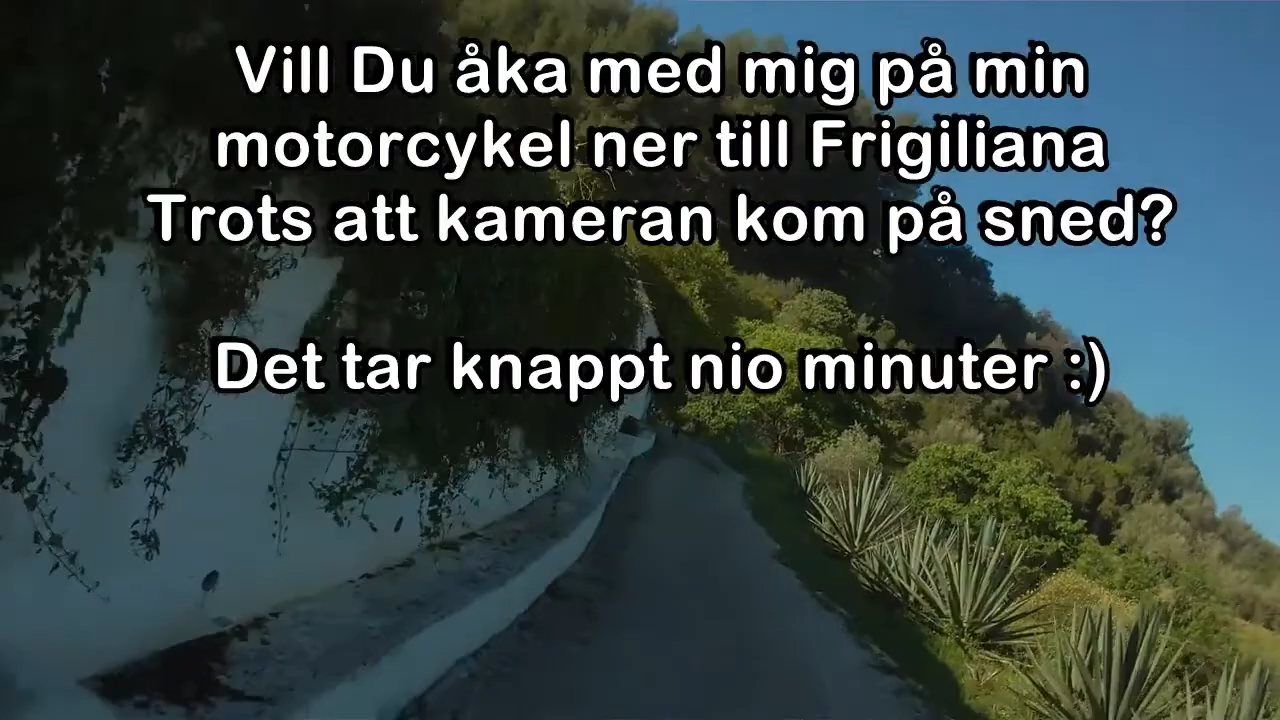 Vill Du åka med mig på min
motorcykel ner till Frigiliana
Trots att kameran kom på sned?
Det tar knappt nio minuter :)